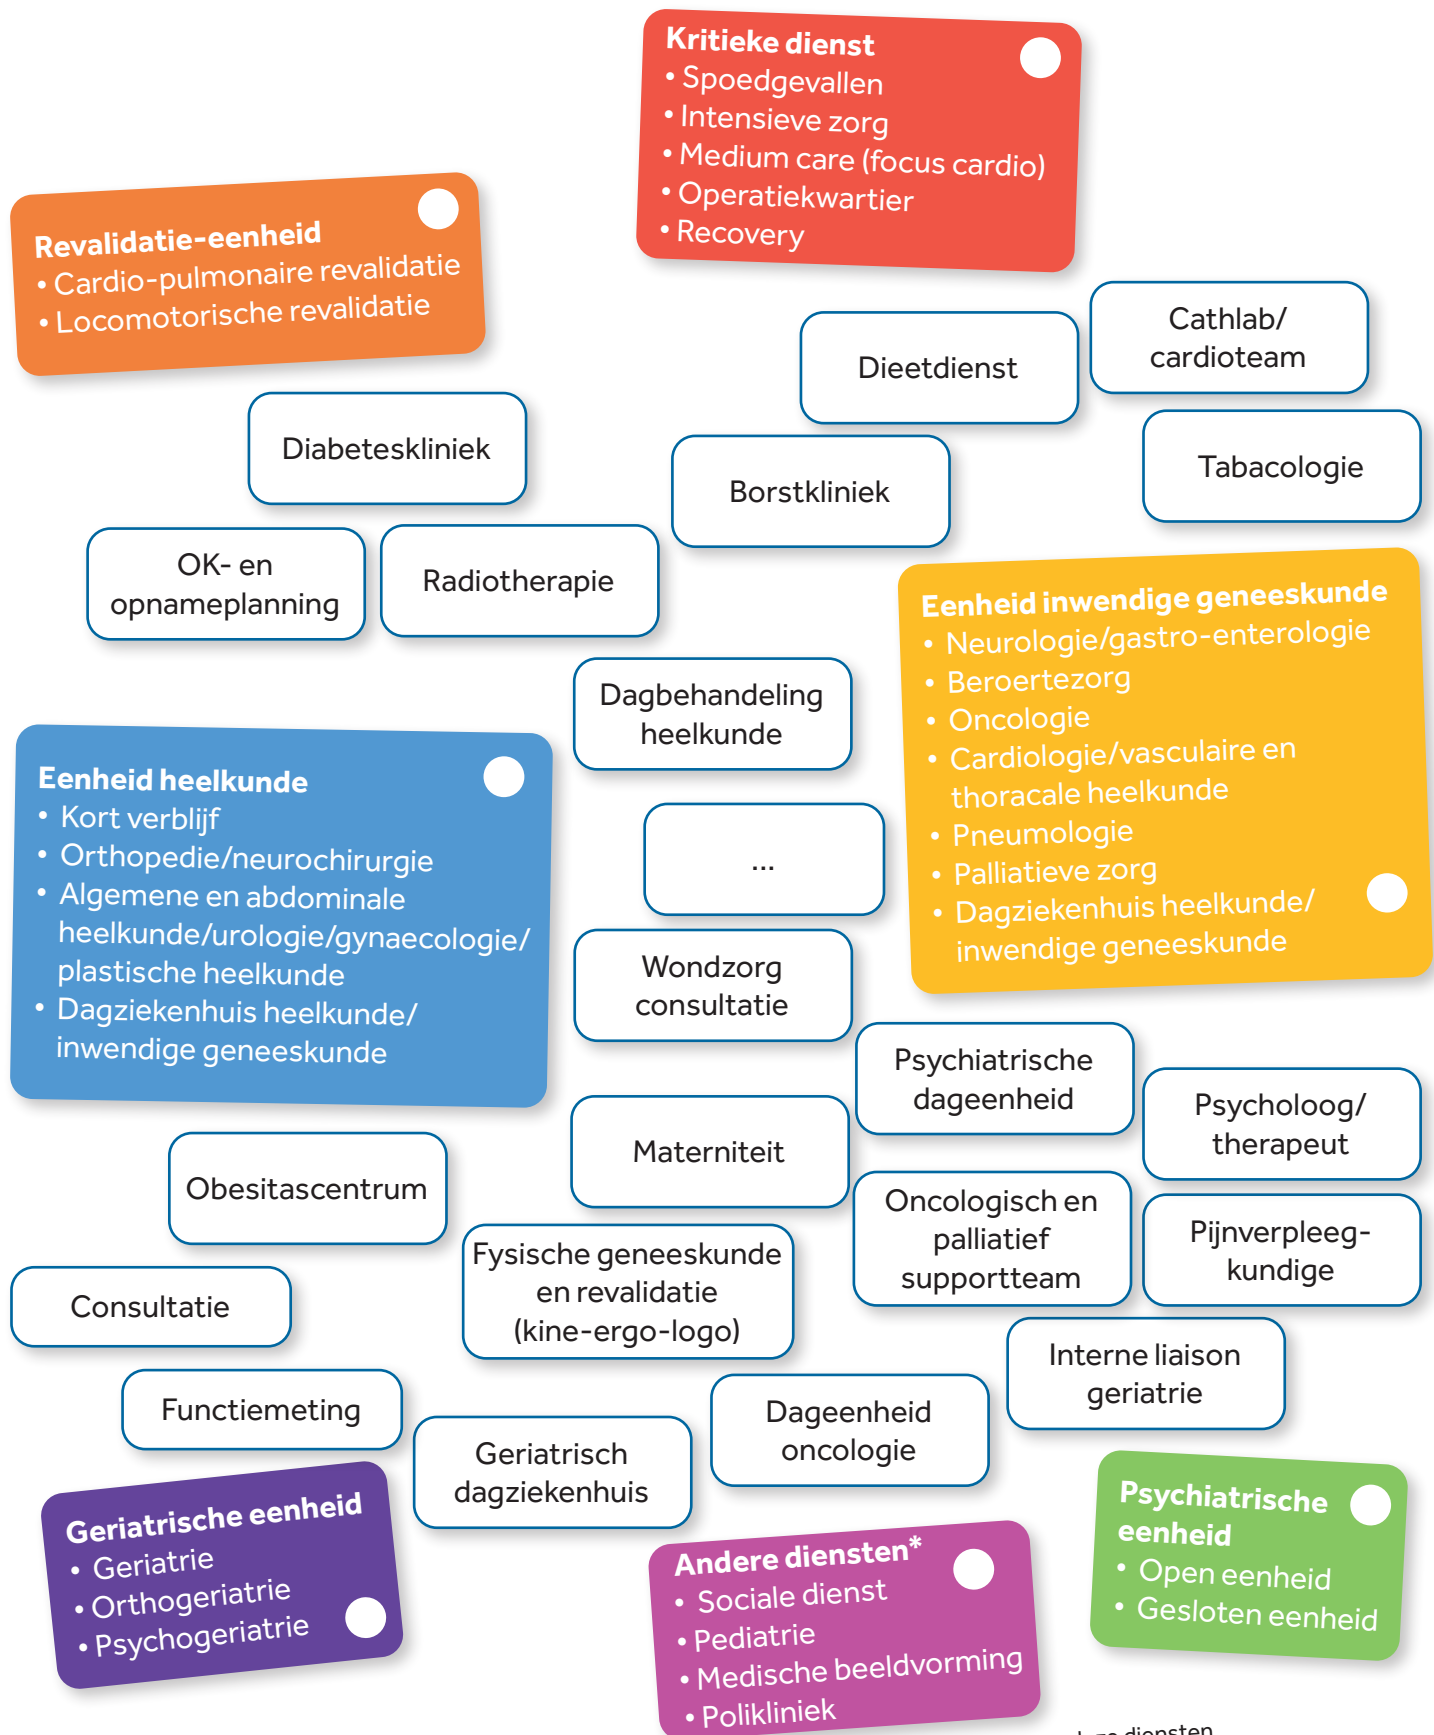 Kritieke dienst
• Spoedgevallen
• Intensieve zorg
• Medium care (focus cardio)
• Operatiekwartier
• Recovery
Revalidatie-eenheid
• Cardio-pulmonaire revalidatie
• Locomotorische revalidatie
Cathlab/
cardioteam
Dieetdienst
Diabeteskliniek
Tabacologie
Borstkliniek
OK- en
opnameplanning
Radiotherapie
Eenheid inwendige geneeskunde
• Neurologie/gastro-enterologie
• Beroertezorg
• Oncologie
• Cardiologie/vasculaire en
thoracale heelkunde
• Pneumologie
• Palliatieve zorg
• Dagziekenhuis heelkunde/
inwendige geneeskunde
Dagbehandeling
heelkunde
Eenheid heelkunde
• Kort verblijf
• Orthopedie/neurochirurgie
• Algemene en abdominale
heelkunde/urologie/gynaecologie/
plastische heelkunde
• Dagziekenhuis heelkunde/
inwendige geneeskunde
...
Wondzorg
consultatie
Psychiatrische
dageenheid
Psycholoog/
therapeut
Materniteit
Obesitascentrum
Oncologisch en
palliatief
supportteam
Pijnverpleeg-
kundige
Fysische geneeskunde
en revalidatie
(kine-ergo-logo)
Consultatie
Interne liaison
geriatrie
Functiemeting
Dageenheid
oncologie
Geriatrisch
dagziekenhuis
Geriatrische eenheid
• Geriatrie
• Orthogeriatrie
• Psychogeriatrie
Psychiatrische
eenheid
• Open eenheid
• Gesloten eenheid
Andere diensten*
• Sociale dienst
• Pediatrie
• Medische beeldvorming
• Polikliniek
diensten